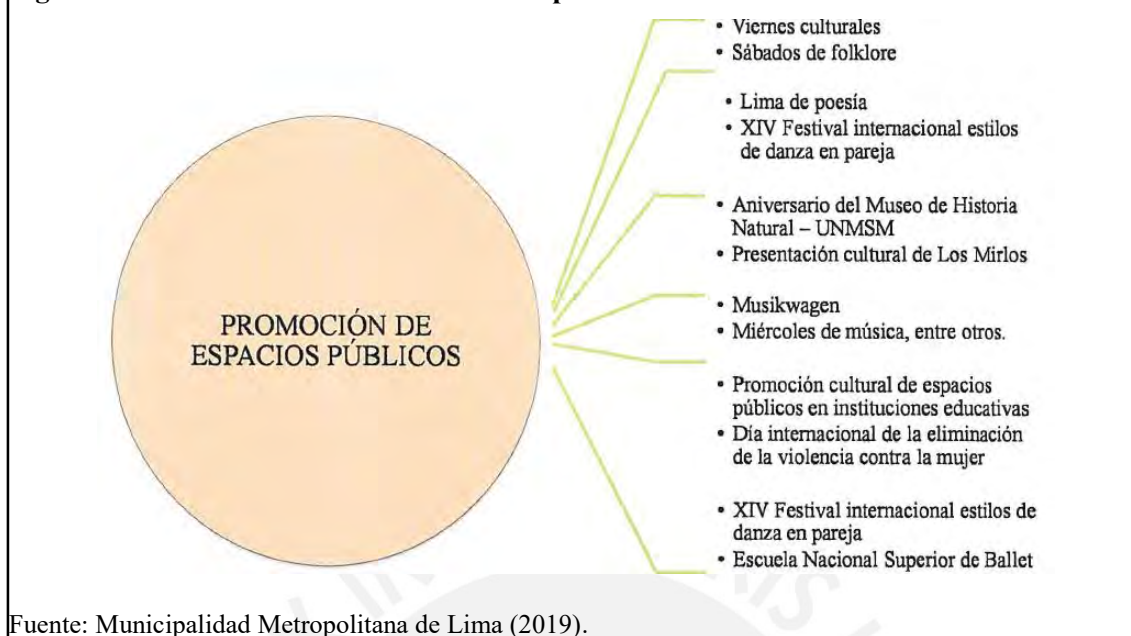 PROMOCIÓN DE
ESPACIOS PÚBLICOS
• Viernes culturales
• Sábados de folklore
• Lima de poesía
• XIV Festival internacional estilos
de danza en pareja
• Aniversario del Museo de Historia
Natural – UNMSM
• Presentación cultural de Los Mirlos
• Musikwagen
• Miércoles de música, entre otros.
• Promoción cultural de espacios
públicos en instituciones educativas
• Día internacional de la eliminación
de la violencia contra la mujer
• XIV Festival internacional estilos de
danza en pareja
• Escuela Nacional Superior de Ballet
Fuente: Municipalidad Metropolitana de Lima (2019).